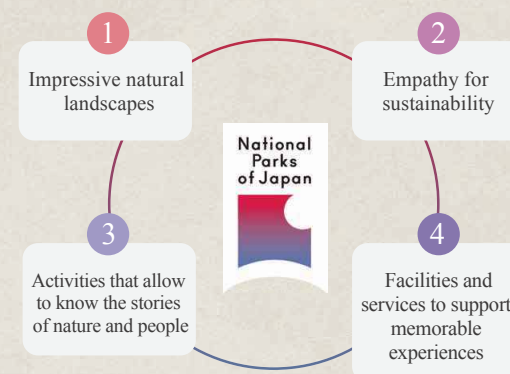 1
Impressive natural
landscapes
2
Empathy for
sustainability
National
Parks
of Japan
3
Activities that allow
to know the stories
of nature and people
4
Facilities and
services to support
memorable
experiences